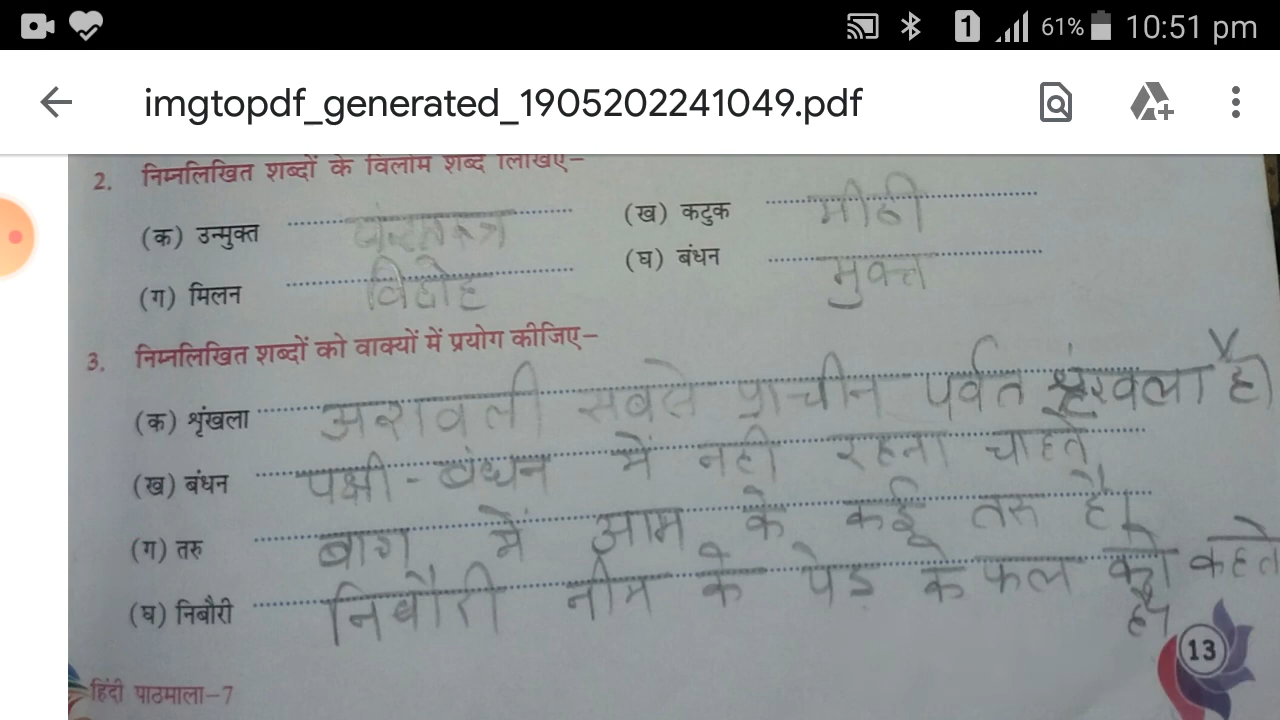 61% 10:51 pm
imgtopdf_generated_1905202241049.pdf
2. निम्नलिखित शब्दों के विलोम शब्द लिखिए–
(क) उन्मुक्त (ख) कटुक मीठी
(ग) मिलन (घ) बंधन मुक्त
3. निम्नलिखित शब्दों को वाक्यों में प्रयोग कीजिए–
(क) शृंखला अरावली सबसे प्राचीन पर्वत श्रृंखला है।
(ख) बंधन पक्षी - बंधन में नही रहना चाहते
(ग) तरु बाग में आम के कई तरु है।
(घ) निबौरी निबौरी नीम के पेड़ के फल को कहते
है
13
हिंदी पाठमाला–7